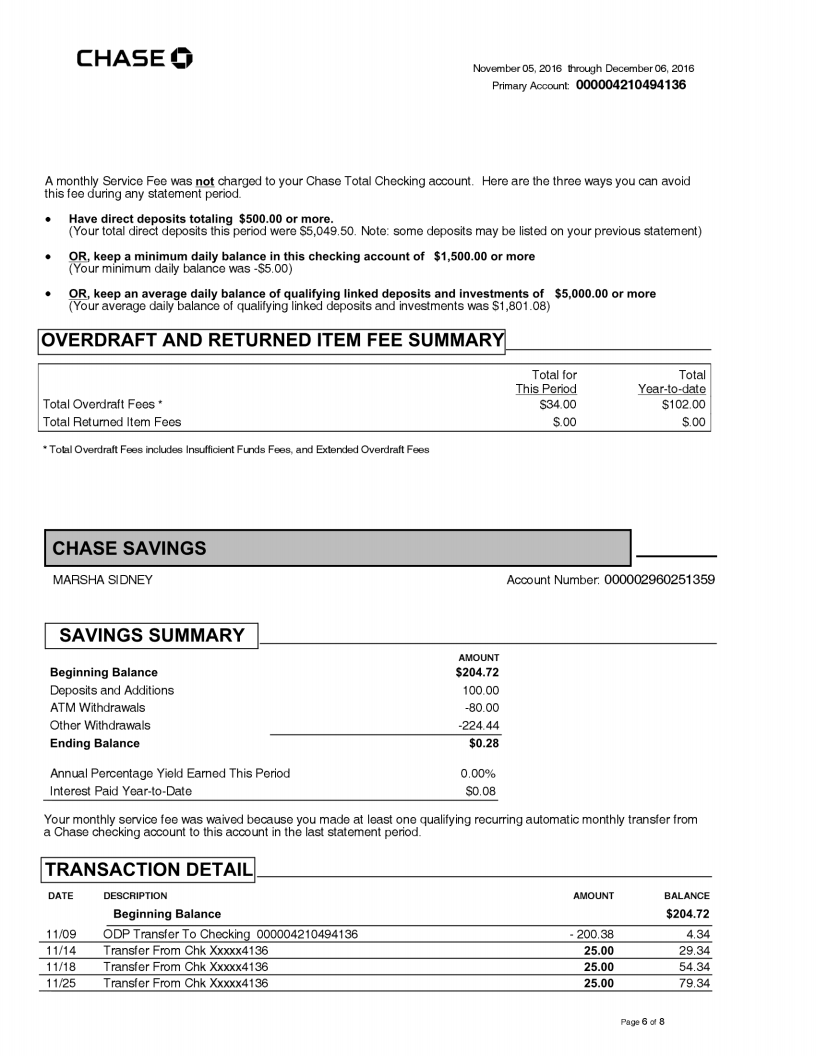 CHASE
November 05, 2016 through December 06, 2016
Primary Account: 000004210494136
A monthly Service Fee was not charged to your Chase Total Checking account. Here are the three ways you can avoid
this fee during any statement period.
• Have direct deposits totaling $500.00 or more.
(Your total direct deposits this period were $5,049.50. Note: some deposits may be listed on your previous statement)
• OR, keep a minimum daily balance in this checking account of $1,500.00 or more
(Your minimum daily balance was -$5.00)
• OR, keep an average daily balance of qualifying linked deposits and investments of $5,000.00 or more
(Your average daily balance of qualifying linked deposits and investments was $1,801.08)
OVERDRAFT AND RETURNED ITEM FEE SUMMARY
Total for Total
This Period Year-to-date
Total Overdraft Fees * $34.00 $102.00
Total Returned Item Fees $.00 $.00
* Total Overdraft Fees includes Insufficient Funds Fees, and Extended Overdraft Fees
CHASE SAVINGS
MARSHA SIDNEY Account Number: 000002960251359
SAVINGS SUMMARY
AMOUNT
Beginning Balance $204.72
Deposits and Additions 100.00
ATM Withdrawals -80.00
Other Withdrawals -224.44
Ending Balance $0.28
Annual Percentage Yield Earned This Period 0.00%
Interest Paid Year-to-Date $0.08
Your monthly service fee was waived because you made at least one qualifying recurring automatic monthly transfer from
a Chase checking account to this account in the last statement period.
TRANSACTION DETAIL
DATE DESCRIPTION AMOUNT BALANCE
Beginning Balance $204.72
11/09 ODP Transfer To Checking 000004210494136 - 200.38 4.34
11/14 Transfer From Chk Xxxxx4136 25.00 29.34
11/18 Transfer From Chk Xxxxx4136 25.00 54.34
11/25 Transfer From Chk Xxxxx4136 25.00 79.34
Page 6 of 8